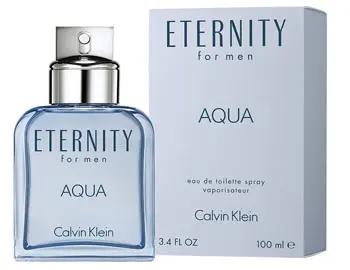 ETERNITY
for men
AQUA
Calvin Klein
ETERNITY
for men
AQUA
eau de toilette spray
vaporisateur
Calvin Klein
3.4 FL OZ 100 ml e